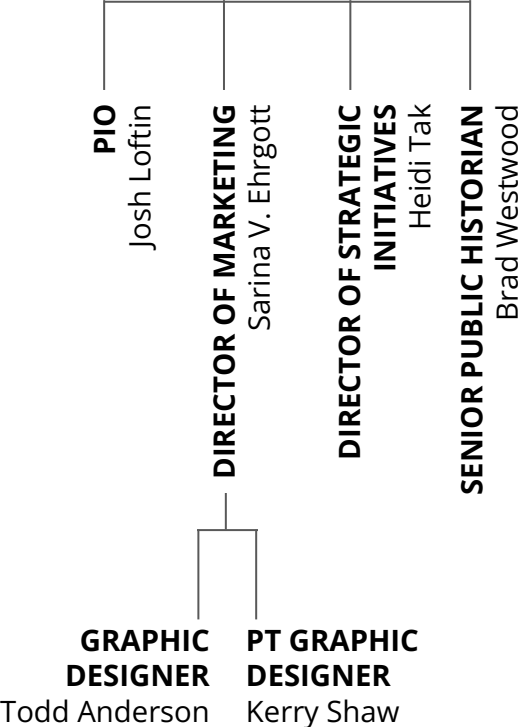 PIO
Josh Loftin
DIRECTOR OF MARKETING
Sarina V. Ehrgott
DIRECTOR OF STRATEGIC
INITIATIVES
Heidi Tak
SENIOR PUBLIC HISTORIAN
Brad Westwood
GRAPHIC
DESIGNER
Todd Anderson
PT GRAPHIC
DESIGNER
Kerry Shaw